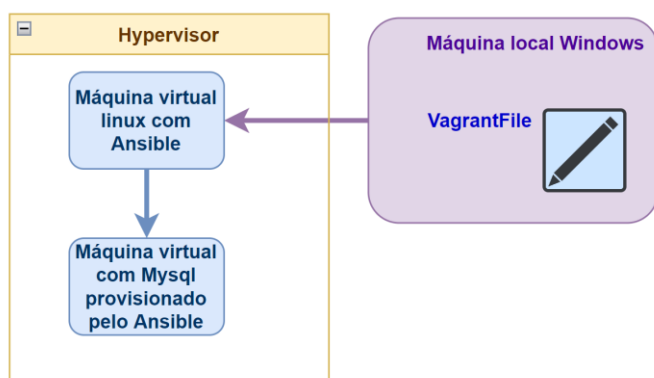 Hypervisor
Máquina virtual
linux com
Ansible
Máquina virtual
com Mysql
provisionado
pelo Ansible
Máquina local Windows
VagrantFile